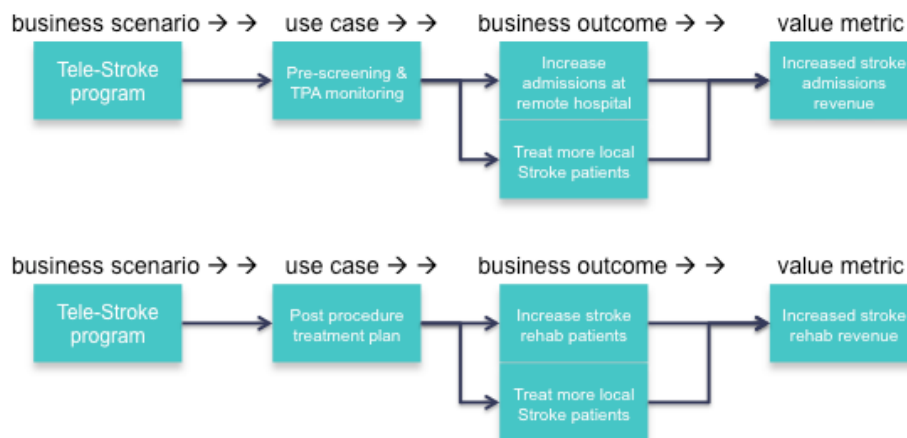 business scenario → → use case → → business outcome → → value metric
Tele-Stroke
program
Pre-screening &
TPA monitoring
Increase
admissions at
remote hospital
Treat more local
Stroke patients
Increased stroke
admissions
revenue
business scenario → → use case → → business outcome → → value metric
Tele-Stroke
program
Post procedure
treatment plan
Increase stroke
rehab patients
Treat more local
Stroke patients
Increased stroke
rehab revenue